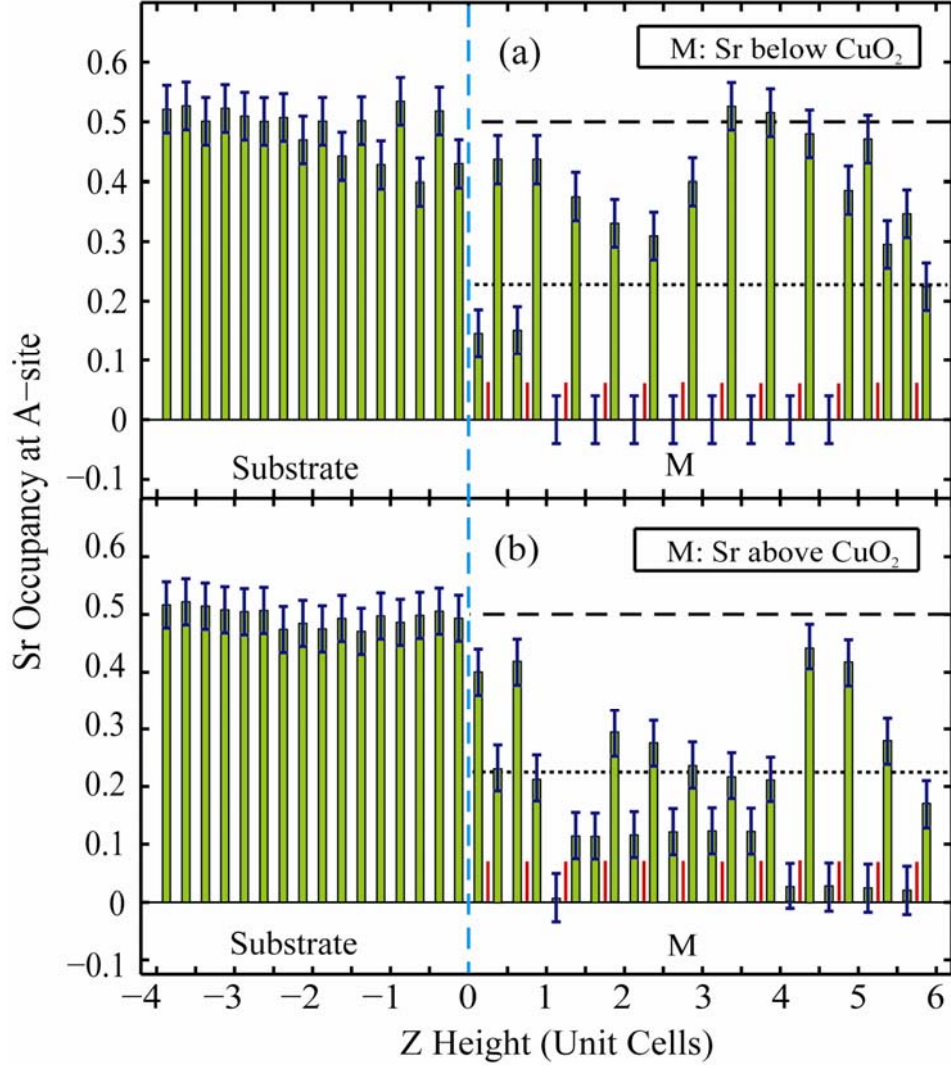 (a)
M: Sr below CuO₂
0.6
0.5
0.4
0.3
0.2
0.1
0
−0.1
Substrate
M
Sr Occupancy at A−site
(b)
M: Sr above CuO₂
0.6
0.5
0.4
0.3
0.2
0.1
0
−0.1
Substrate
M
−4 −3 −2 −1 0 1 2 3 4 5 6
Z Height (Unit Cells)